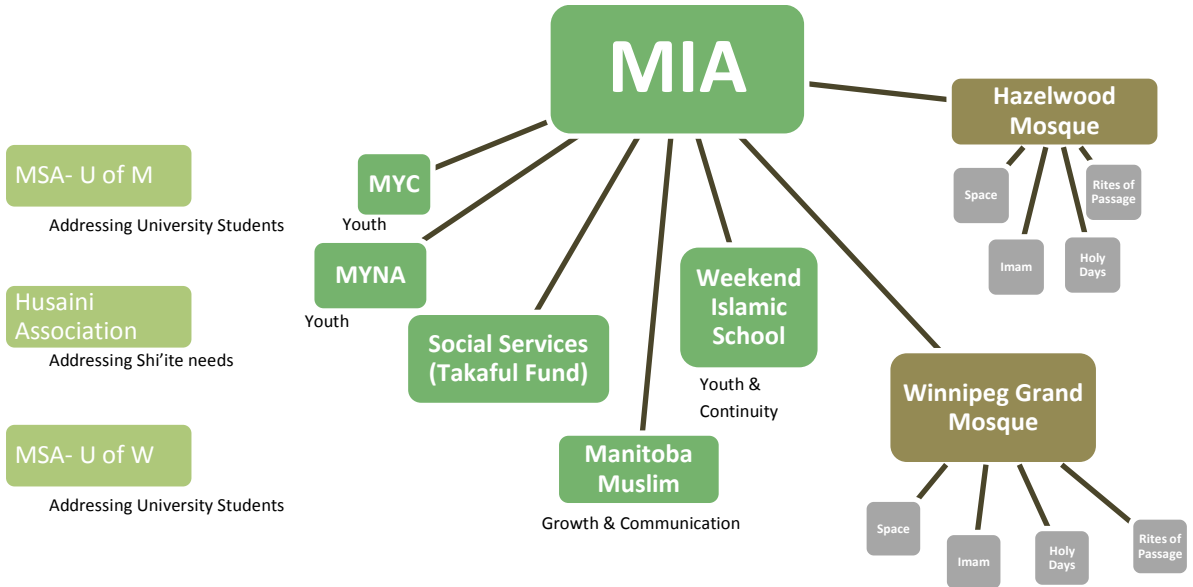 MIA
Hazelwood
Mosque
Space
Imam
Holy
Days
Rites of
Passage
MSA- U of M
Addressing University Students
Husaini
Association
Addressing Shi’ite needs
MSA- U of W
Addressing University Students
MYC
Youth
MYNA
Youth
Social Services
(Takaful Fund)
Weekend
Islamic
School
Youth &
Continuity
Manitoba
Muslim
Growth & Communication
Winnipeg Grand
Mosque
Space
Imam
Holy
Days
Rites of
Passage